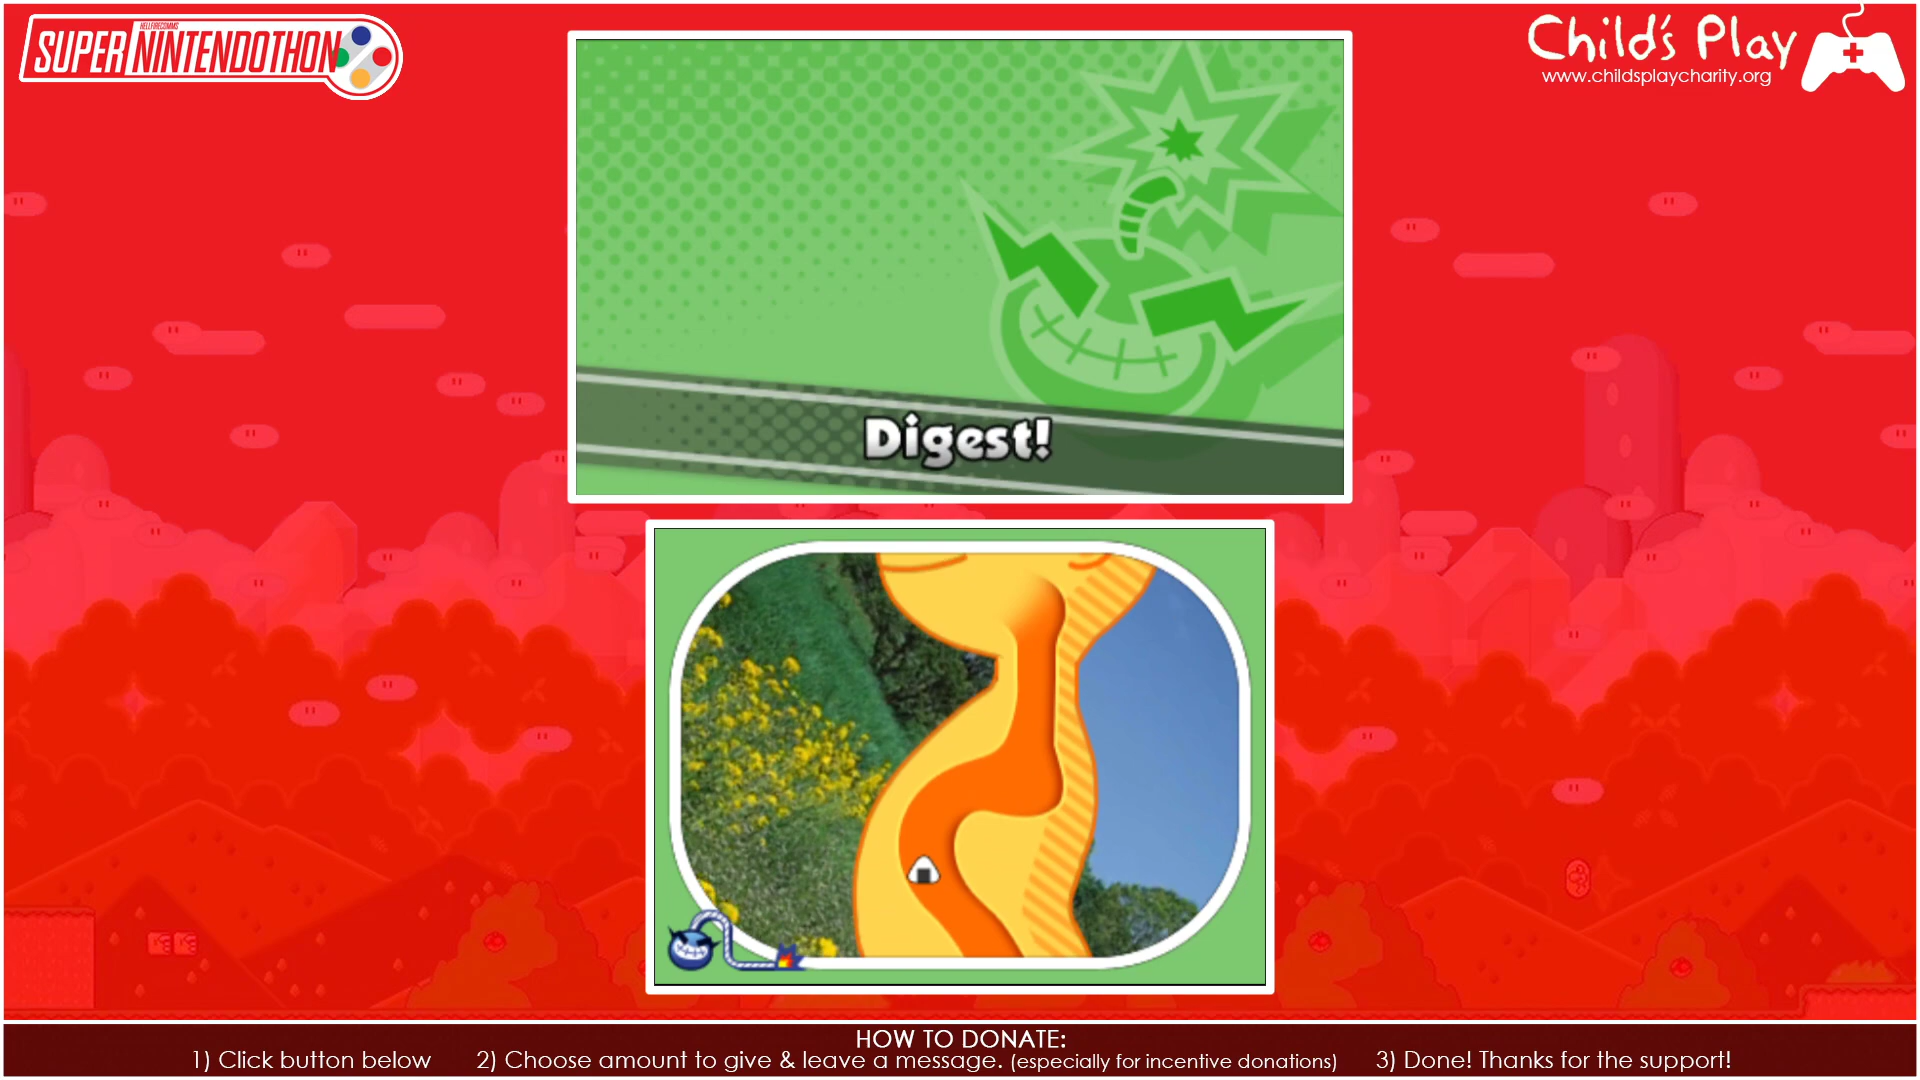 HELLFIRECOMMS
SUPER NINTENDOTHON
Child's Play
www.childsplaycharity.org
Digest!
HOW TO DONATE:
1) Click button below 2) Choose amount to give & leave a message. (especially for incentive donations) 3) Done! Thanks for the support!